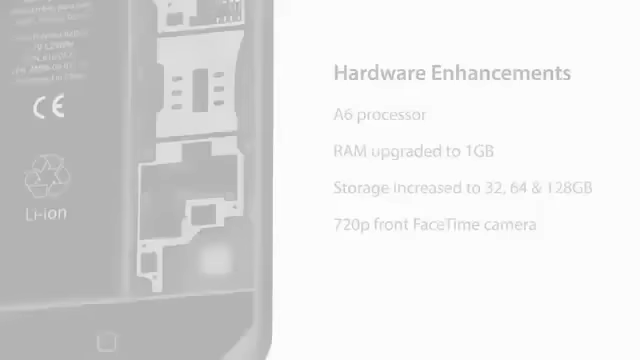 CE
Li-ion
Hardware Enhancements
A6 processor
RAM upgraded to 1GB
Storage increased to 32, 64 & 128GB
720p front FaceTime camera